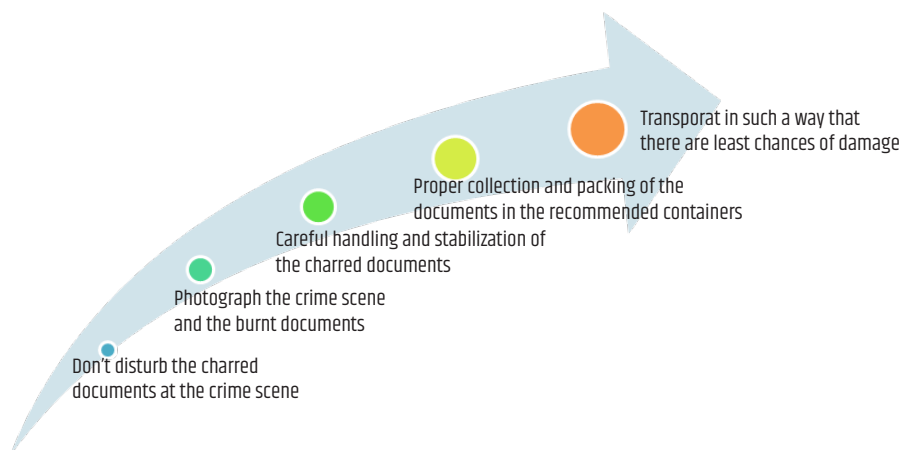 Transporat in such a way that
there are least chances of damage
Proper collection and packing of the
documents in the recommended containers
Careful handling and stabilization of
the charred documents
Photograph the crime scene
and the burnt documents
Don't disturb the charred
documents at the crime scene